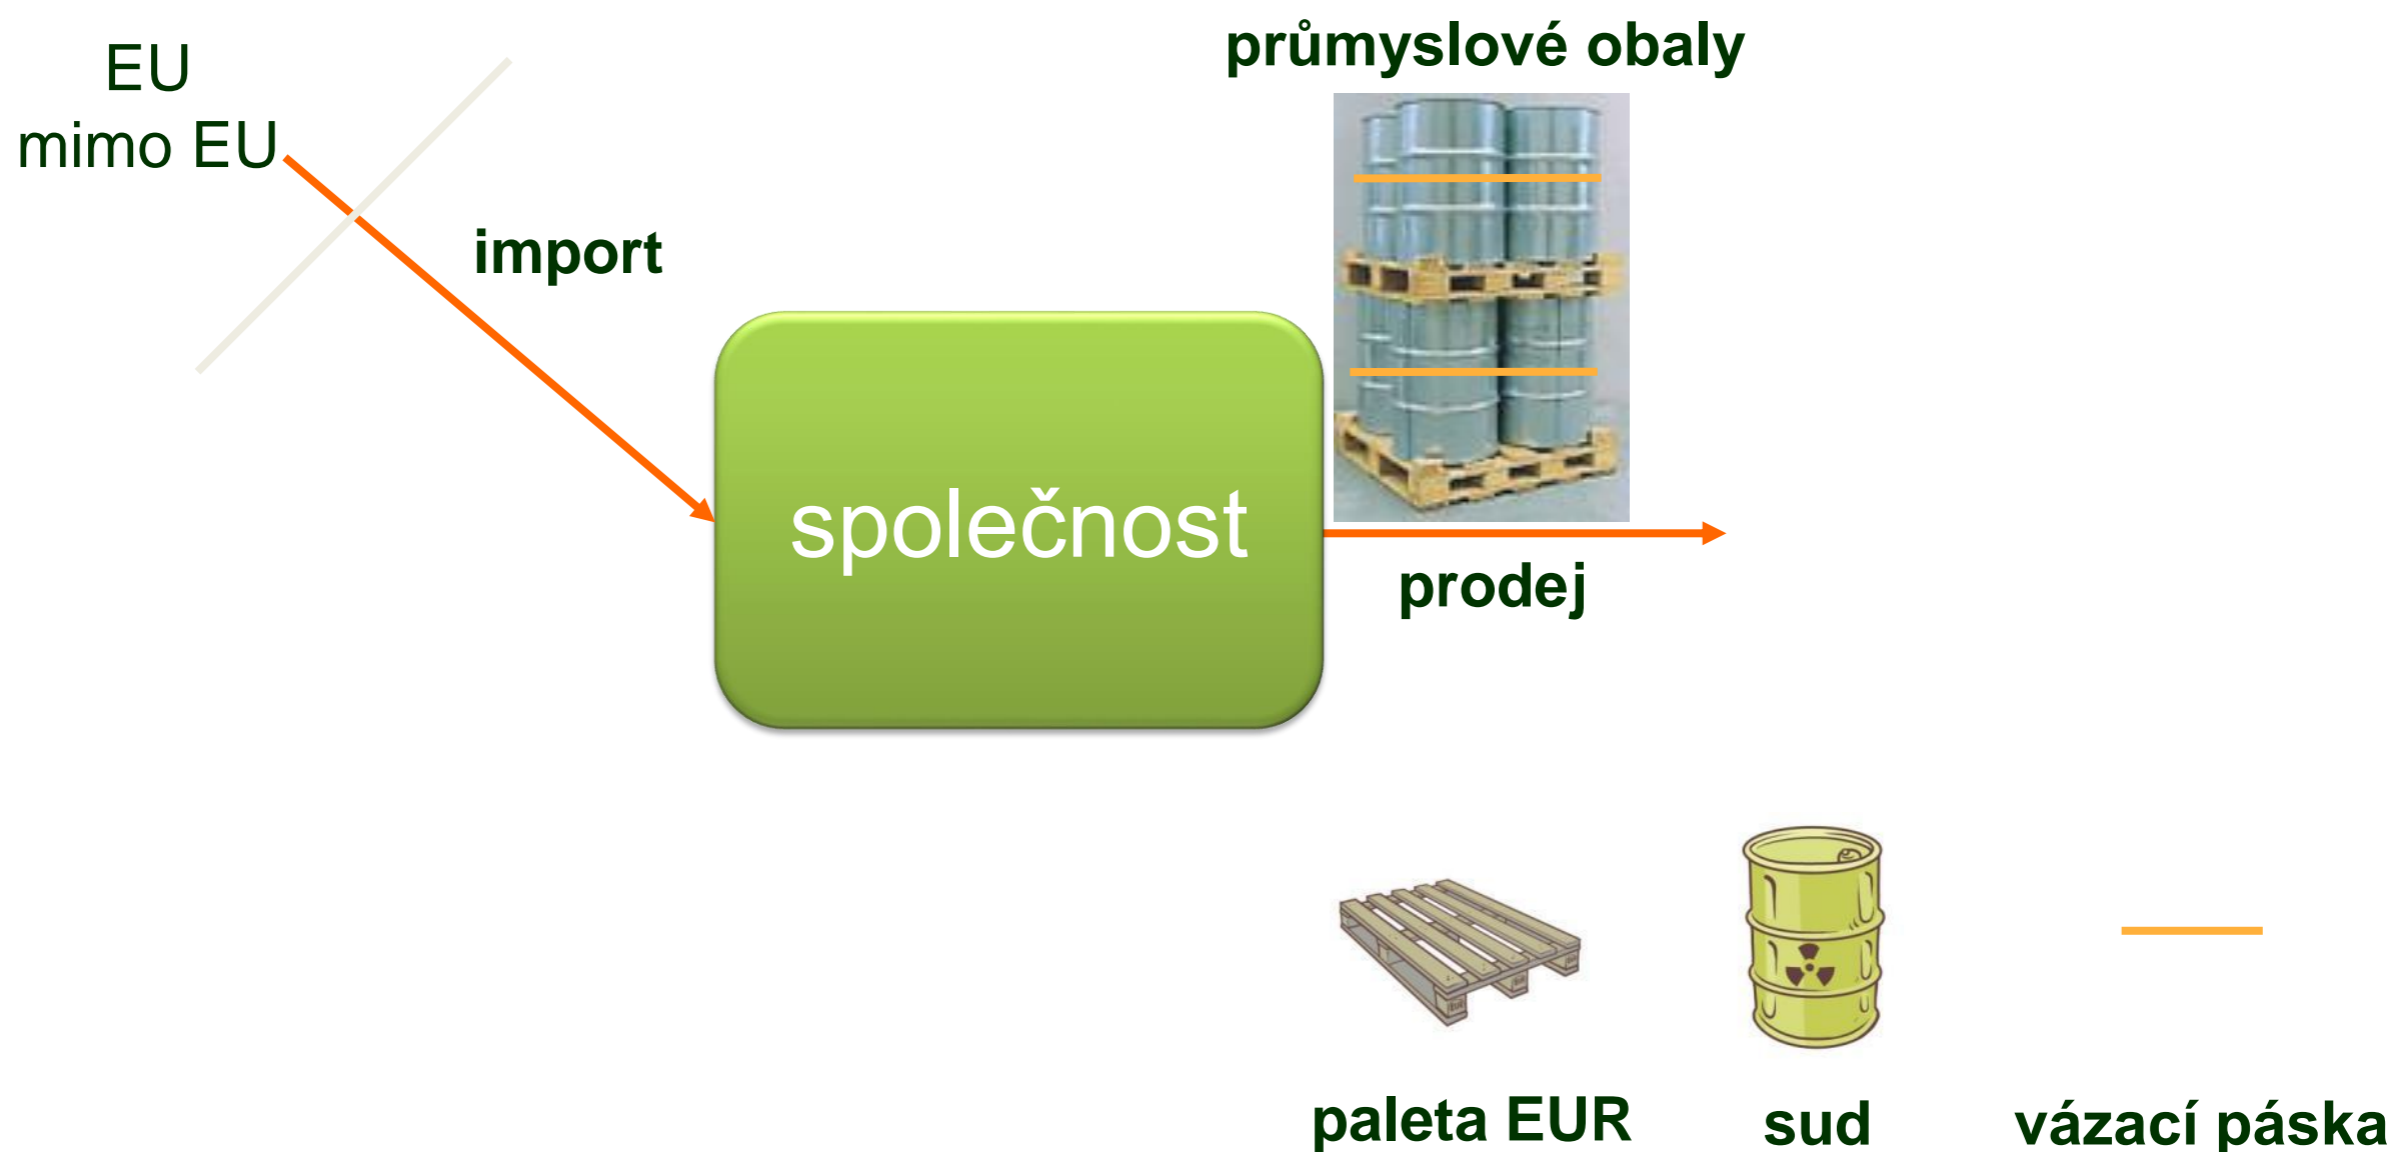 EU
mimo EU
import
průmyslové obaly
společnost
prodej
paleta EUR
sud
vázací páska